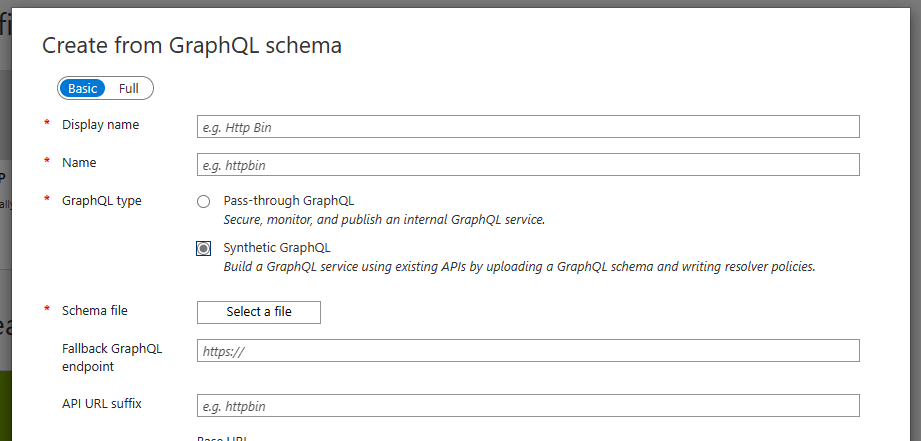 Create from GraphQL schema
Basic Full
* Display name e.g. Http Bin
* Name e.g. httpbin
* GraphQL type Pass-through GraphQL
Secure, monitor, and publish an internal GraphQL service.
Synthetic GraphQL
Build a GraphQL service using existing APIs by uploading a GraphQL schema and writing resolver policies.
* Schema file Select a file
Fallback GraphQL
endpoint https://
API URL suffix e.g. httpbin
Base URL